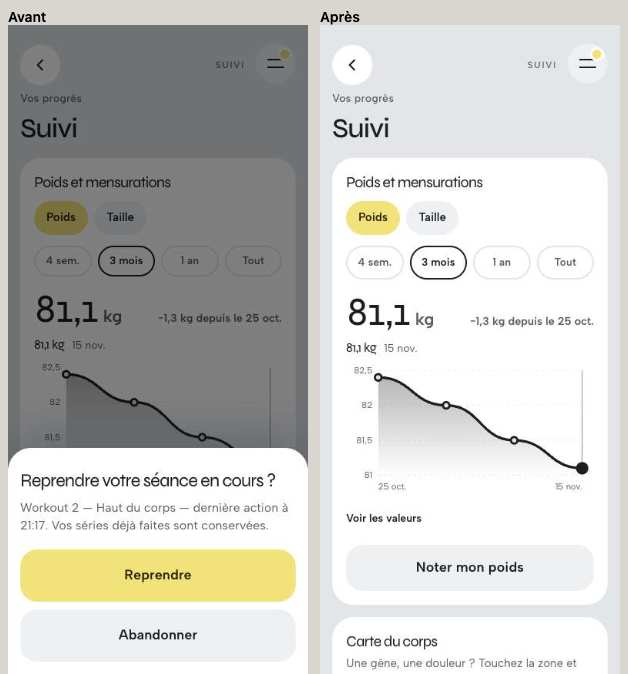 Avant
SUIVI
Vos progrès
Suivi
Poids et mensurations
Poids
Taille
4 sem.
3 mois
1 an
Tout
81,1 kg
-1,3 kg depuis le 25 oct.
81,1 kg 15 nov.
82,5
82
81,5
Reprendre votre séance en cours ?
Workout 2 — Haut du corps — dernière action à
21:17. Vos séries déjà faites sont conservées.
Reprendre
Abandonner
Après
SUIVI
Vos progrès
Suivi
Poids et mensurations
Poids
Taille
4 sem.
3 mois
1 an
Tout
81,1 kg
-1,3 kg depuis le 25 oct.
81,1 kg 15 nov.
82,5
82
81,5
81
25 oct.
15 nov.
Voir les valeurs
Noter mon poids
Carte du corps
Une gêne, une douleur ? Touchez la zone et